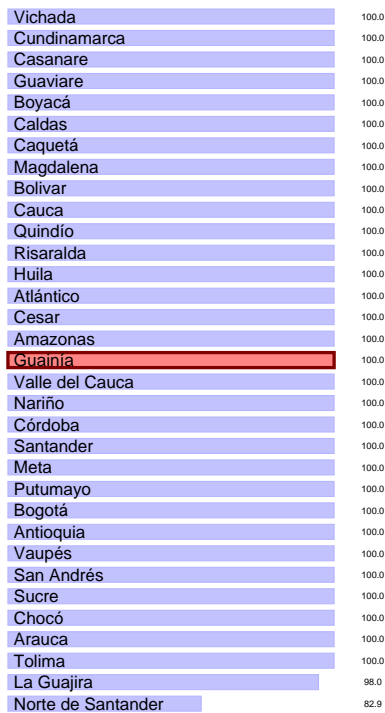 Vichada 100.0
Cundinamarca 100.0
Casanare 100.0
Guaviare 100.0
Boyacá 100.0
Caldas 100.0
Caquetá 100.0
Magdalena 100.0
Bolivar 100.0
Cauca 100.0
Quindío 100.0
Risaralda 100.0
Huila 100.0
Atlántico 100.0
Cesar 100.0
Amazonas 100.0
Guainía 100.0
Valle del Cauca 100.0
Nariño 100.0
Córdoba 100.0
Santander 100.0
Meta 100.0
Putumayo 100.0
Bogotá 100.0
Antioquia 100.0
Vaupés 100.0
San Andrés 100.0
Sucre 100.0
Chocó 100.0
Arauca 100.0
Tolima 100.0
La Guajira 98.0
Norte de Santander 82.9